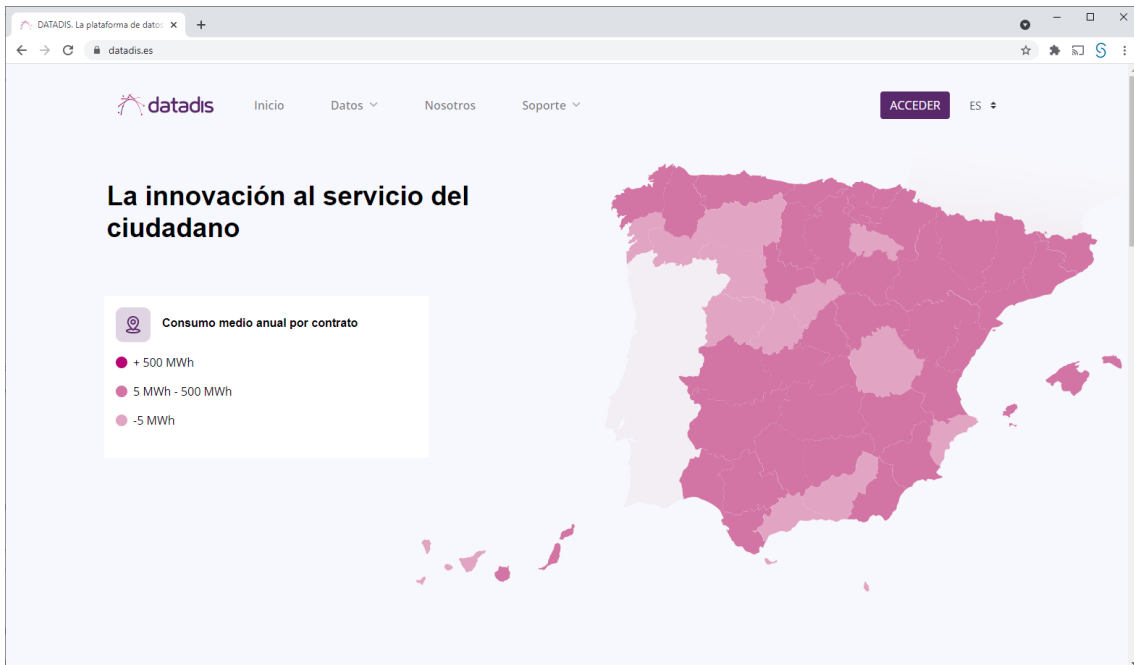 DATADIS. La plataforma de datos
datadis.es
datadis
Inicio
Datos
Nosotros
Soporte
ACCEDER
ES
La innovación al servicio del
ciudadano
Consumo medio anual por contrato
+ 500 MWh
5 MWh - 500 MWh
-5 MWh